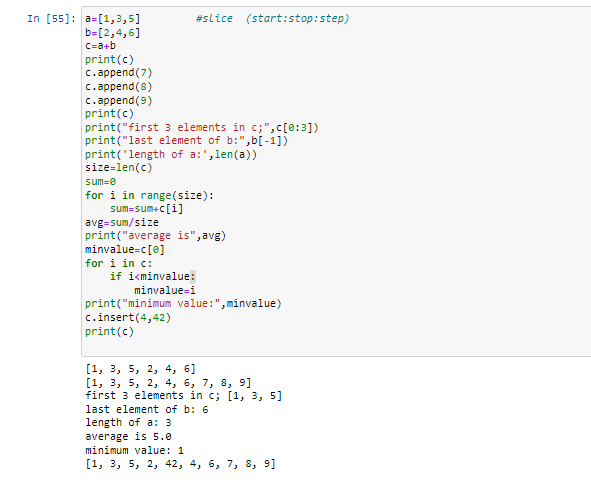 In [55]: a=[1,3,5]         #slice  (start:stop:step)
b=[2,4,6]
c=a+b
print(c)
c.append(7)
c.append(8)
c.append(9)
print(c)
print("first 3 elements in c;",c[0:3])
print("last element of b:",b[-1])
print('length of a:',len(a))
size=len(c)
sum=0
for i in range(size):
    sum=sum+c[i]
avg=sum/size
print("average is",avg)
minvalue=c[0]
for i in c:
    if i<minvalue:
        minvalue=i
print("minimum value:",minvalue)
c.insert(4,42)
print(c)
[1, 3, 5, 2, 4, 6]
[1, 3, 5, 2, 4, 6, 7, 8, 9]
first 3 elements in c; [1, 3, 5]
last element of b: 6
length of a: 3
average is 5.0
minimum value: 1
[1, 3, 5, 2, 42, 4, 6, 7, 8, 9]